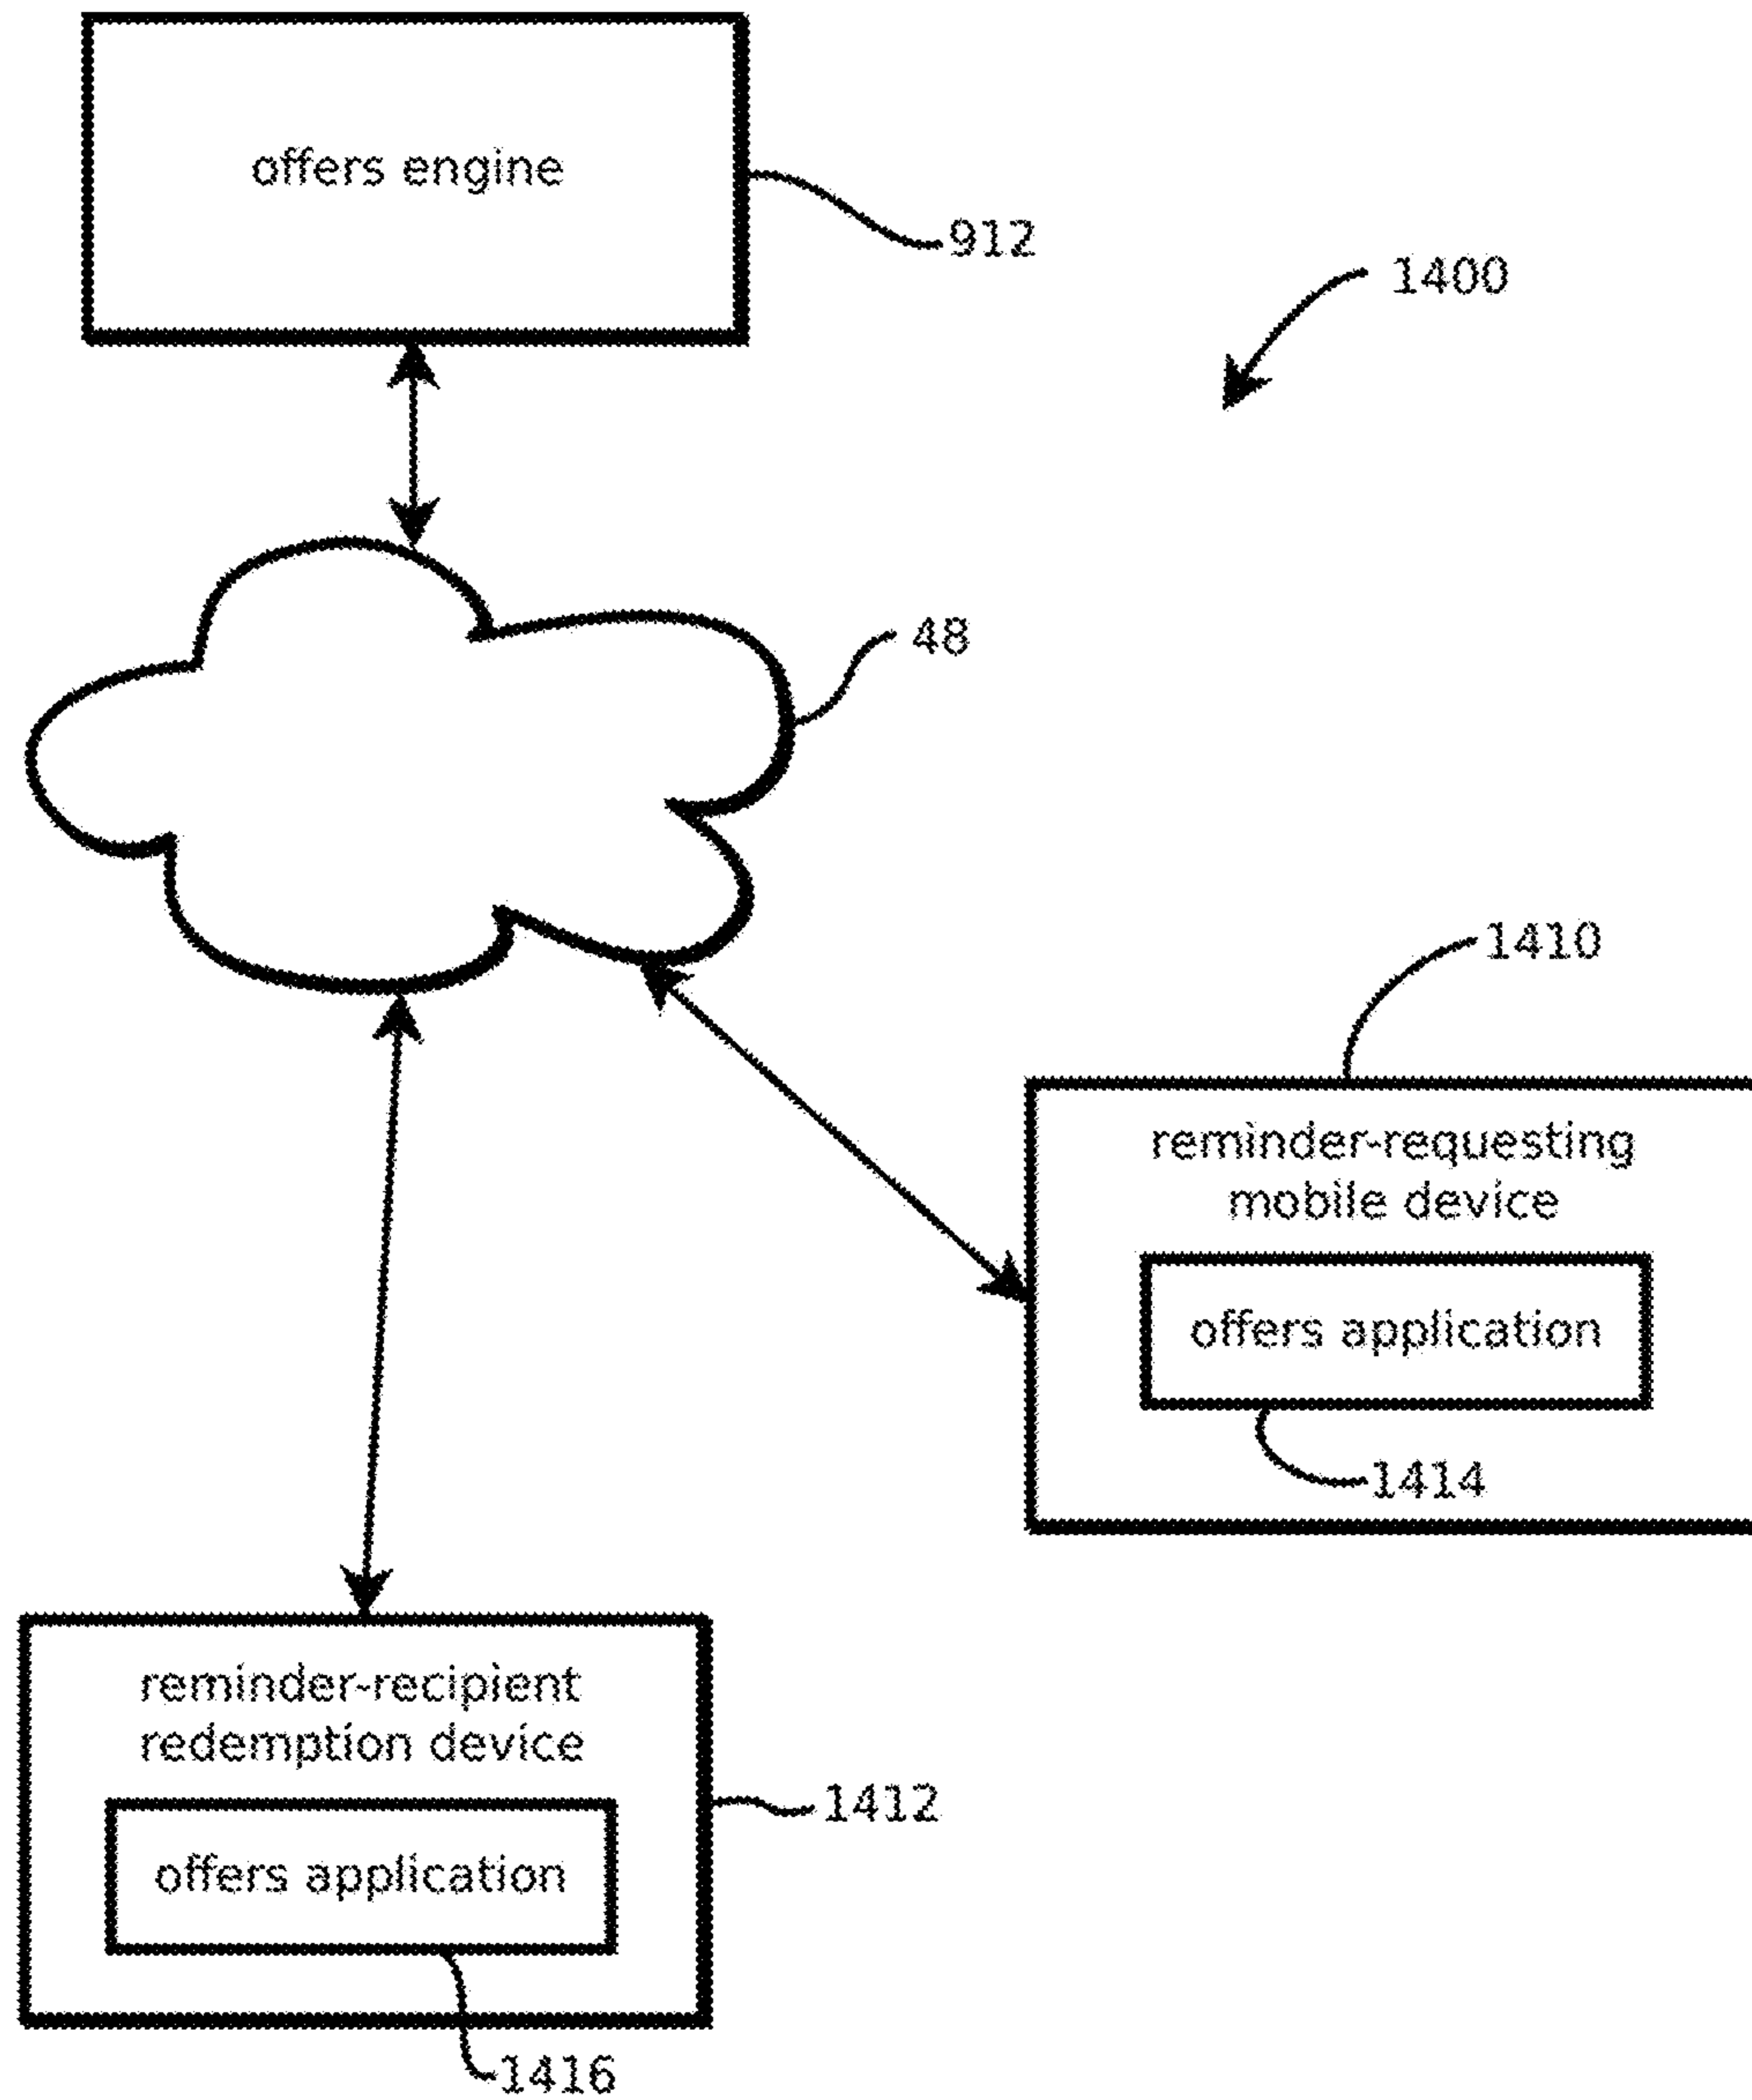 offers engine
912
1400
48
1410
reminder-requesting
mobile device
offers application
1414
reminder-recipient
redemption device
1412
offers application
1416